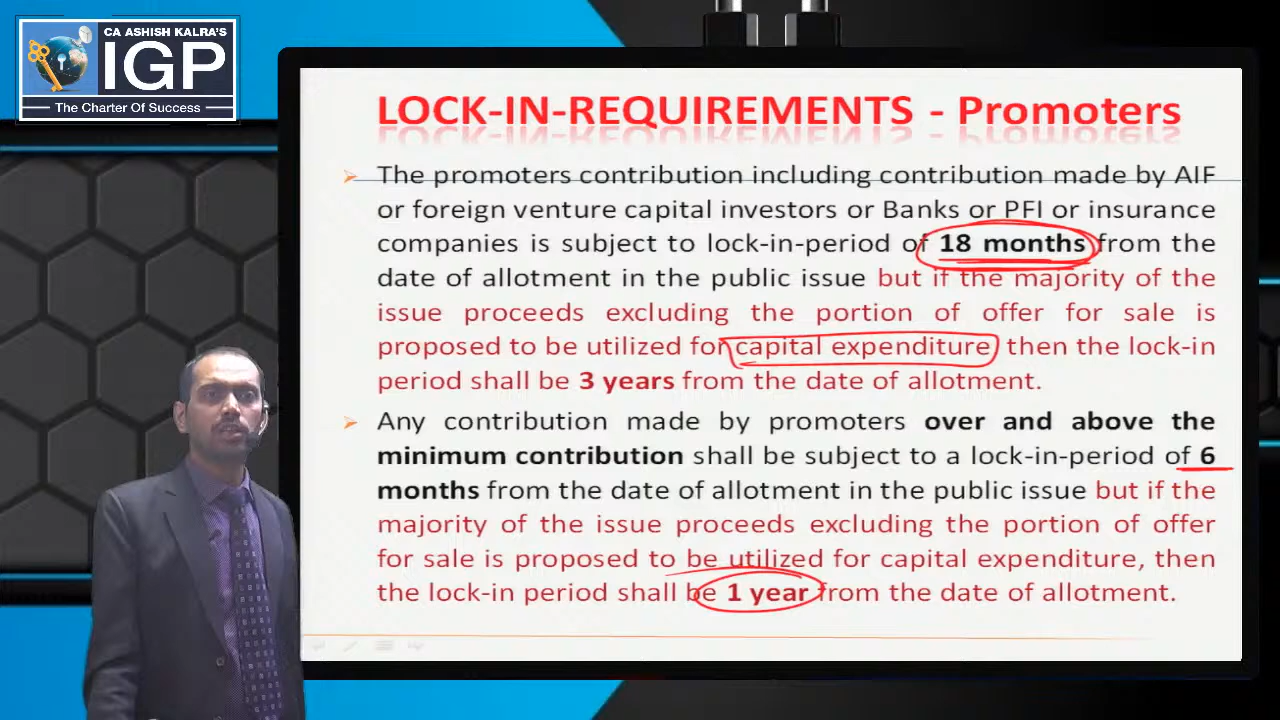 CA ASHISH KALRA'S
IGP
The Charter Of Success
LOCK-IN-REQUIREMENTS - Promoters
The promoters contribution including contribution made by AIF
or foreign venture capital investors or Banks or PFI or insurance
companies is subject to lock-in-period of 18 months from the
date of allotment in the public issue but if the majority of the
issue proceeds excluding the portion of offer for sale is
proposed to be utilized for capital expenditure then the lock-in
period shall be 3 years from the date of allotment.
Any contribution made by promoters over and above the
minimum contribution shall be subject to a lock-in-period of 6
months from the date of allotment in the public issue but if the
majority of the issue proceeds excluding the portion of offer
for sale is proposed to be utilized for capital expenditure, then
the lock-in period shall be 1 year from the date of allotment.